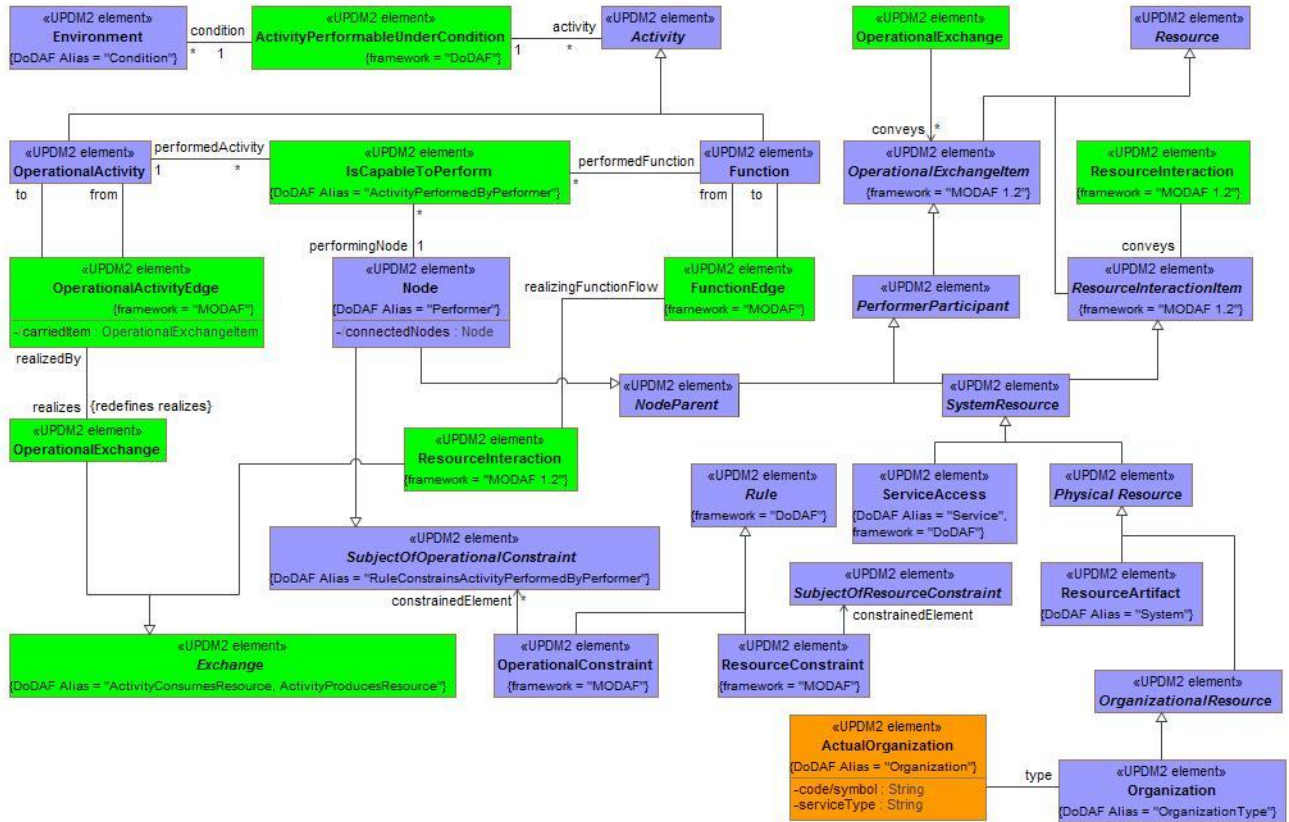 «UPDM2 element»
Environment
{DoDAF Alias = "Condition"}
condition
*
1
«UPDM2 element»
ActivityPerformableUnderCondition
{framework = "DoDAF"}
activity
1
*
«UPDM2 element»
Activity
«UPDM2 element»
OperationalExchange
«UPDM2 element»
Resource
conveys
*
«UPDM2 element»
OperationalActivity
performedActivity
1
*
«UPDM2 element»
IsCapableToPerform
{DoDAF Alias = "ActivityPerformedByPerformer"}
performedFunction
*
«UPDM2 element»
Function
«UPDM2 element»
OperationalExchangeItem
{framework = "MODAF 1.2"}
«UPDM2 element»
ResourceInteraction
{framework = "MODAF 1.2"}
to
from
*
performingNode
1
from
to
conveys
«UPDM2 element»
OperationalActivityEdge
{framework = "MODAF"}
-/carriedItem : OperationalExchangeItem
«UPDM2 element»
Node
{DoDAF Alias = "Performer"}
-/connectedNodes : Node
realizingFunctionFlow
«UPDM2 element»
FunctionEdge
{framework = "MODAF"}
«UPDM2 element»
PerformerParticipant
«UPDM2 element»
ResourceInteractionItem
{framework = "MODAF 1.2"}
realizedBy
realizes
{redefines realizes}
«UPDM2 element»
NodeParent
«UPDM2 element»
SystemResource
«UPDM2 element»
OperationalExchange
«UPDM2 element»
ResourceInteraction
{framework = "MODAF 1.2"}
«UPDM2 element»
Rule
{framework = "DoDAF"}
«UPDM2 element»
ServiceAccess
{DoDAF Alias = "Service",
framework = "DoDAF"}
«UPDM2 element»
Physical Resource
«UPDM2 element»
SubjectOfOperationalConstraint
{DoDAF Alias = "RuleConstrainsActivityPerformedByPerformer"}
constrainedElement
*
«UPDM2 element»
SubjectOfResourceConstraint
constrainedElement
«UPDM2 element»
ResourceArtifact
{DoDAF Alias = "System"}
«UPDM2 element»
Exchange
{DoDAF Alias = "ActivityConsumesResource, ActivityProducesResource"}
«UPDM2 element»
OperationalConstraint
{framework = "MODAF"}
«UPDM2 element»
ResourceConstraint
{framework = "MODAF"}
«UPDM2 element»
OrganizationalResource
«UPDM2 element»
ActualOrganization
{DoDAF Alias = "Organization"}
-code/symbol : String
-serviceType : String
type
«UPDM2 element»
Organization
{DoDAF Alias = "OrganizationType"}